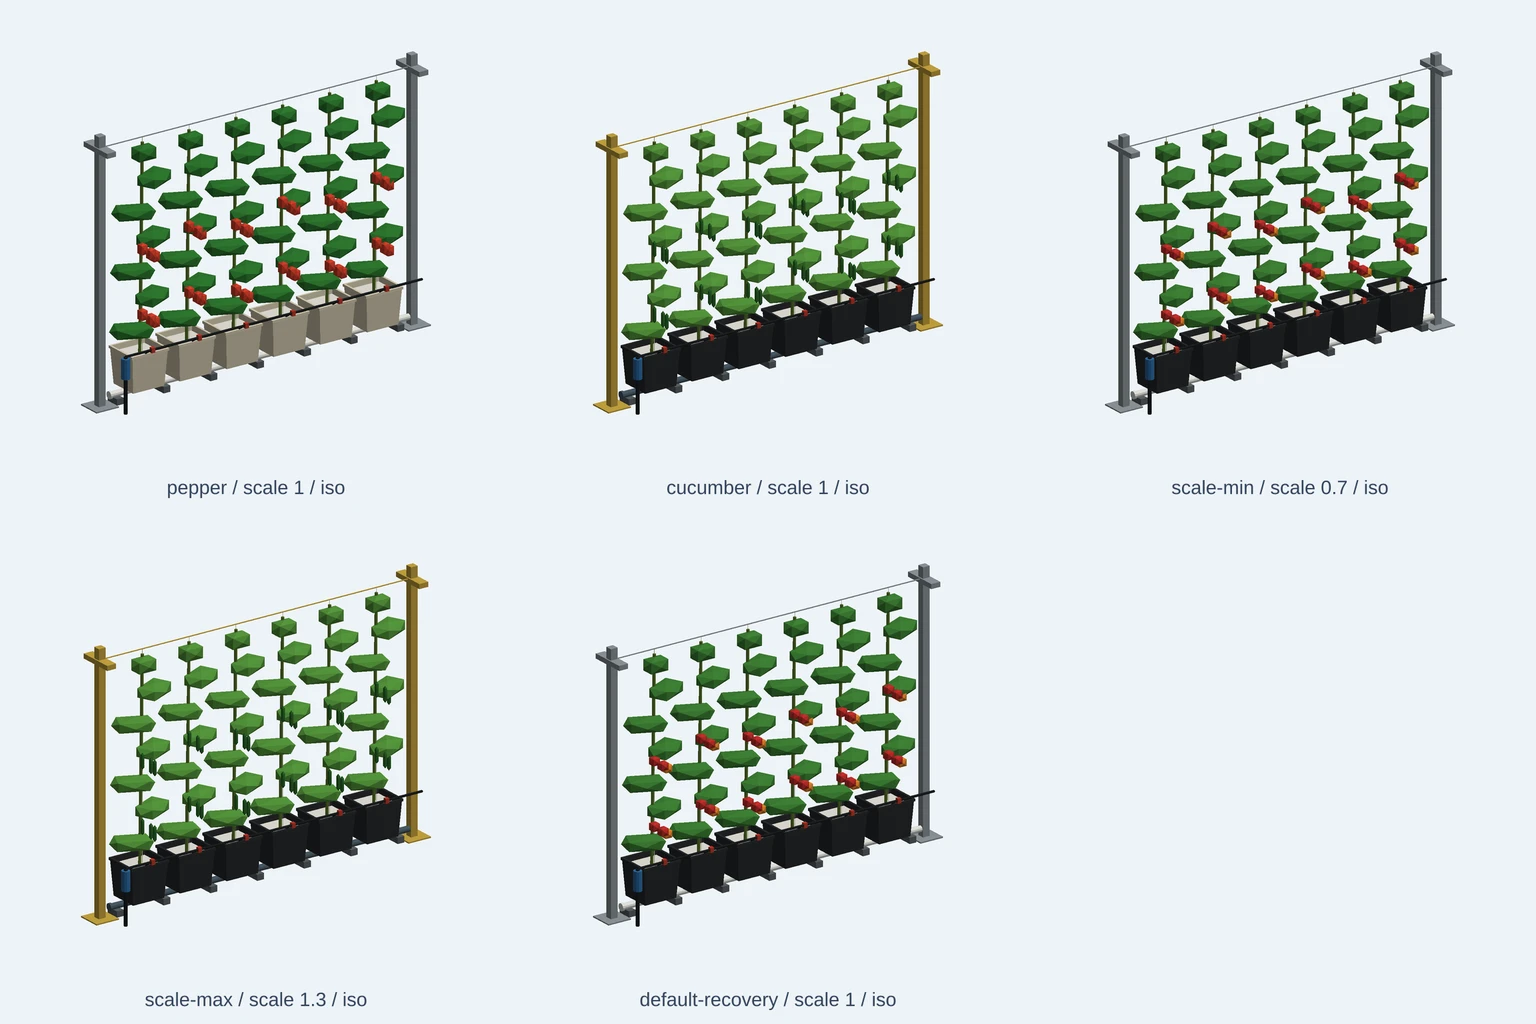 pepper / scale 1 / iso
cucumber / scale 1 / iso
scale-min / scale 0.7 / iso
scale-max / scale 1.3 / iso
default-recovery / scale 1 / iso